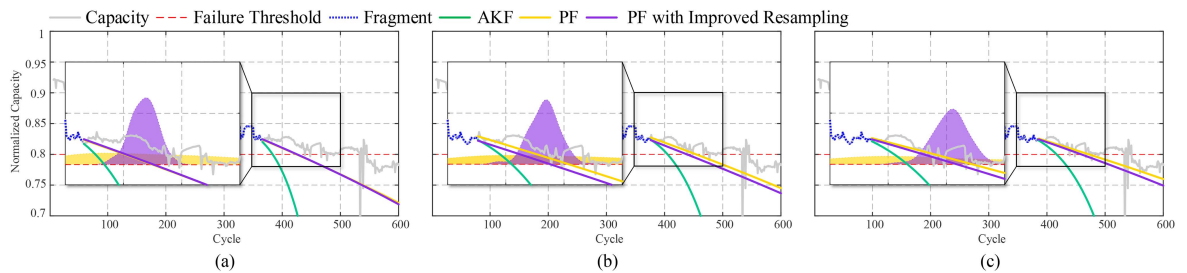 Capacity Failure Threshold Fragment AKF PF PF with Improved Resampling
Normalized Capacity
1
0.95
0.9
0.85
0.8
0.75
0.7
100 200 300 400 500 600
Cycle
(a)
100 200 300 400 500 600
Cycle
(b)
100 200 300 400 500 600
Cycle
(c)